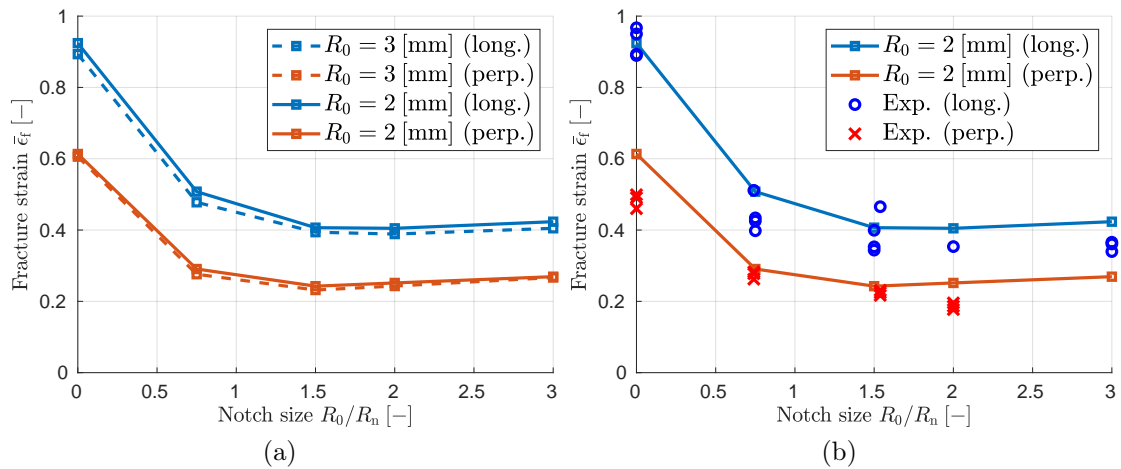 1
0.8
0.6
0.4
0.2
0
Fracture strain ε̄f [−]
R0 = 3 [mm] (long.)
R0 = 3 [mm] (perp.)
R0 = 2 [mm] (long.)
R0 = 2 [mm] (perp.)
0 0.5 1 1.5 2 2.5 3
Notch size R0/Rn [−]
(a)
1
0.8
0.6
0.4
0.2
0
Fracture strain ε̄f [−]
R0 = 2 [mm] (long.)
R0 = 2 [mm] (perp.)
Exp. (long.)
Exp. (perp.)
0 0.5 1 1.5 2 2.5 3
Notch size R0/Rn [−]
(b)